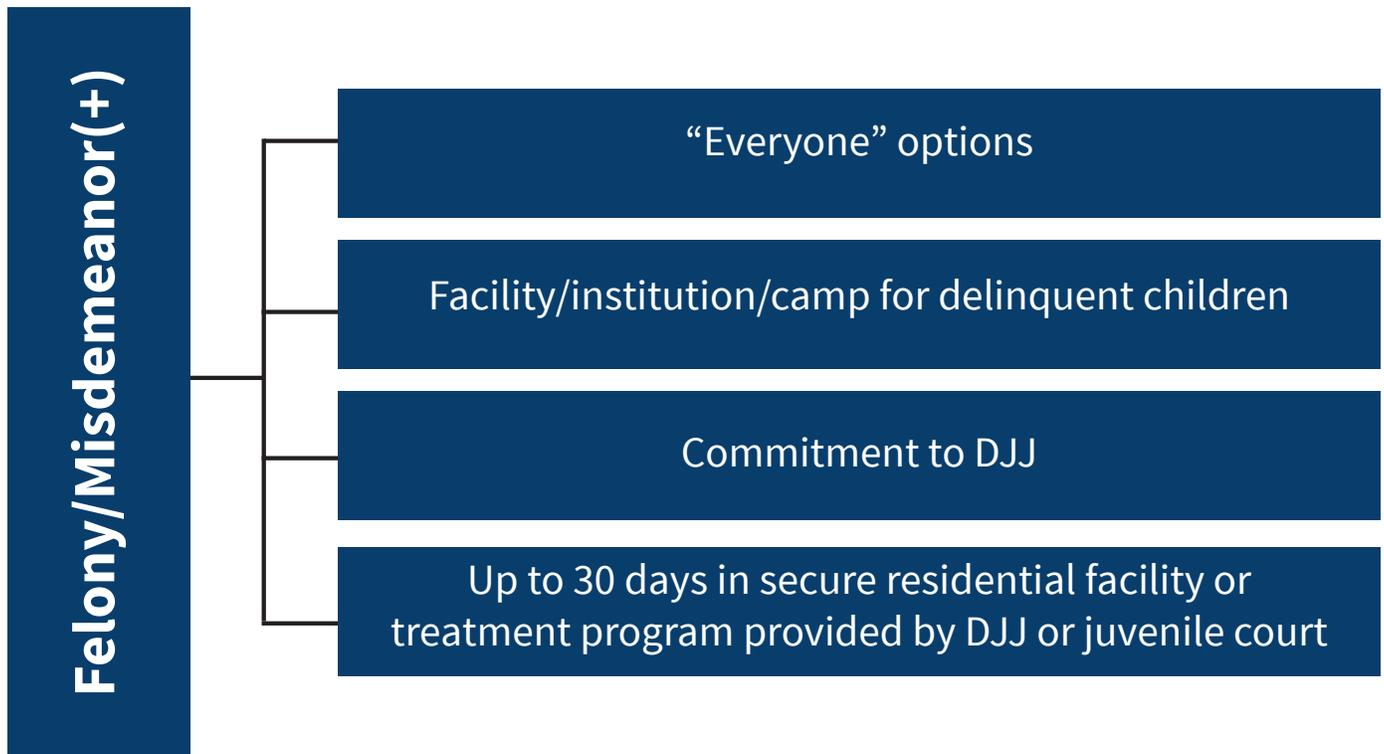 Felony/Misdemeanor(+)
“Everyone” options
Facility/institution/camp for delinquent children
Commitment to DJJ
Up to 30 days in secure residential facility or
treatment program provided by DJJ or juvenile court